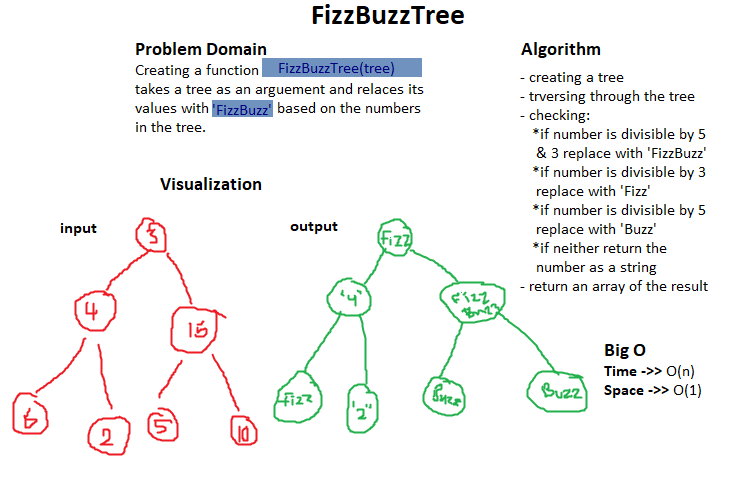 FizzBuzzTree
Problem Domain
Creating a function FizzBuzzTree(tree)
takes a tree as an arguement and relaces its
values with 'FizzBuzz' based on the numbers
in the tree.
Algorithm
- creating a tree
- trversing through the tree
- checking:
*if number is divisible by 5
& 3 replace with 'FizzBuzz'
*if number is divisible by 3
replace with 'Fizz'
*if number is divisible by 5
replace with 'Buzz'
*if neither return the
number as a string
- return an array of the result
Visualization
input
3
4
15
6
2
5
10
output
Fizz
"4"
Fizz
Buzz
Fizz
"2"
Buzz
Buzz
Big O
Time ->> O(n)
Space ->> O(1)